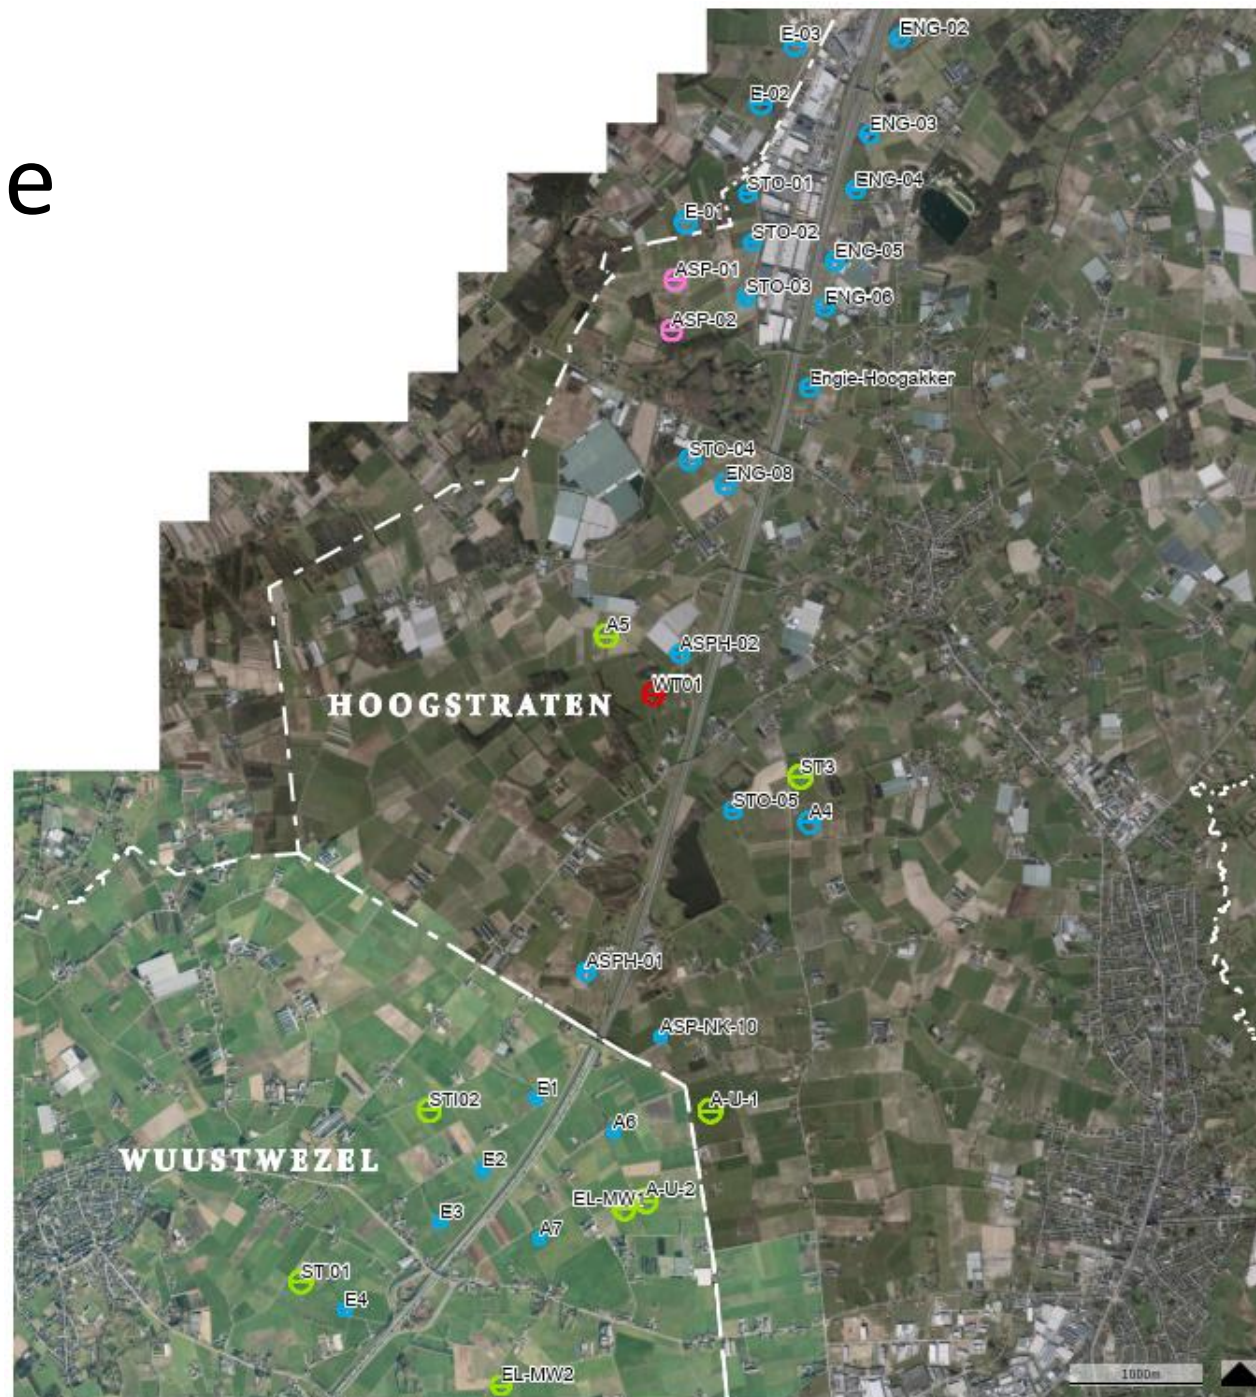 e
E-03
ENG-02
E-02
ENG-03
STO-01
ENG-04
E-01
STO-02
ENG-05
ASP-01
STO-03
ENG-06
ASP-02
Engie-Hoogakker
STO-04
ENG-08
A5
ASPH-02
WT01
HOOGSTRATEN
ST3
STO-05
A4
ASPH-01
ASP-NK-10
E1
STI02
A-U-1
A6
WUUSTWEZEL
E2
A-U-2
EL-MW1
E3
A7
STI01
E4
EL-MW2
1000m